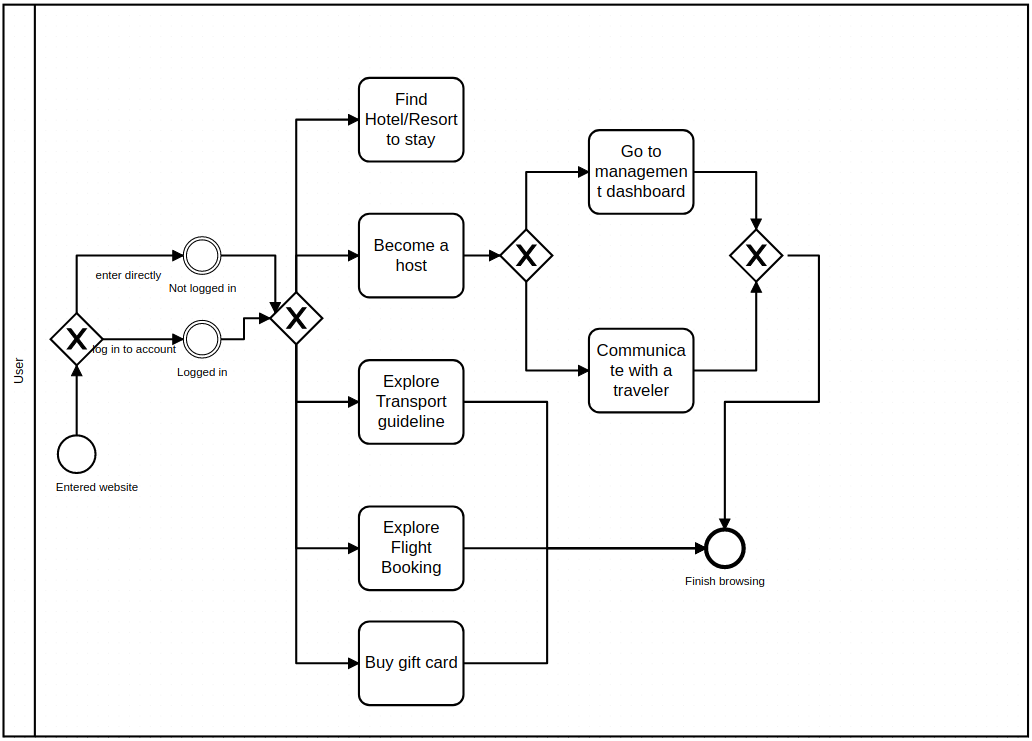 User
Entered website
X
enter directly
log in to account
Not logged in
Logged in
X
Find
Hotel/Resort
to stay
Become a
host
Explore
Transport
guideline
Explore
Flight
Booking
Buy gift card
X
Go to
managemen
t dashboard
Communica
te with a
traveler
X
Finish browsing